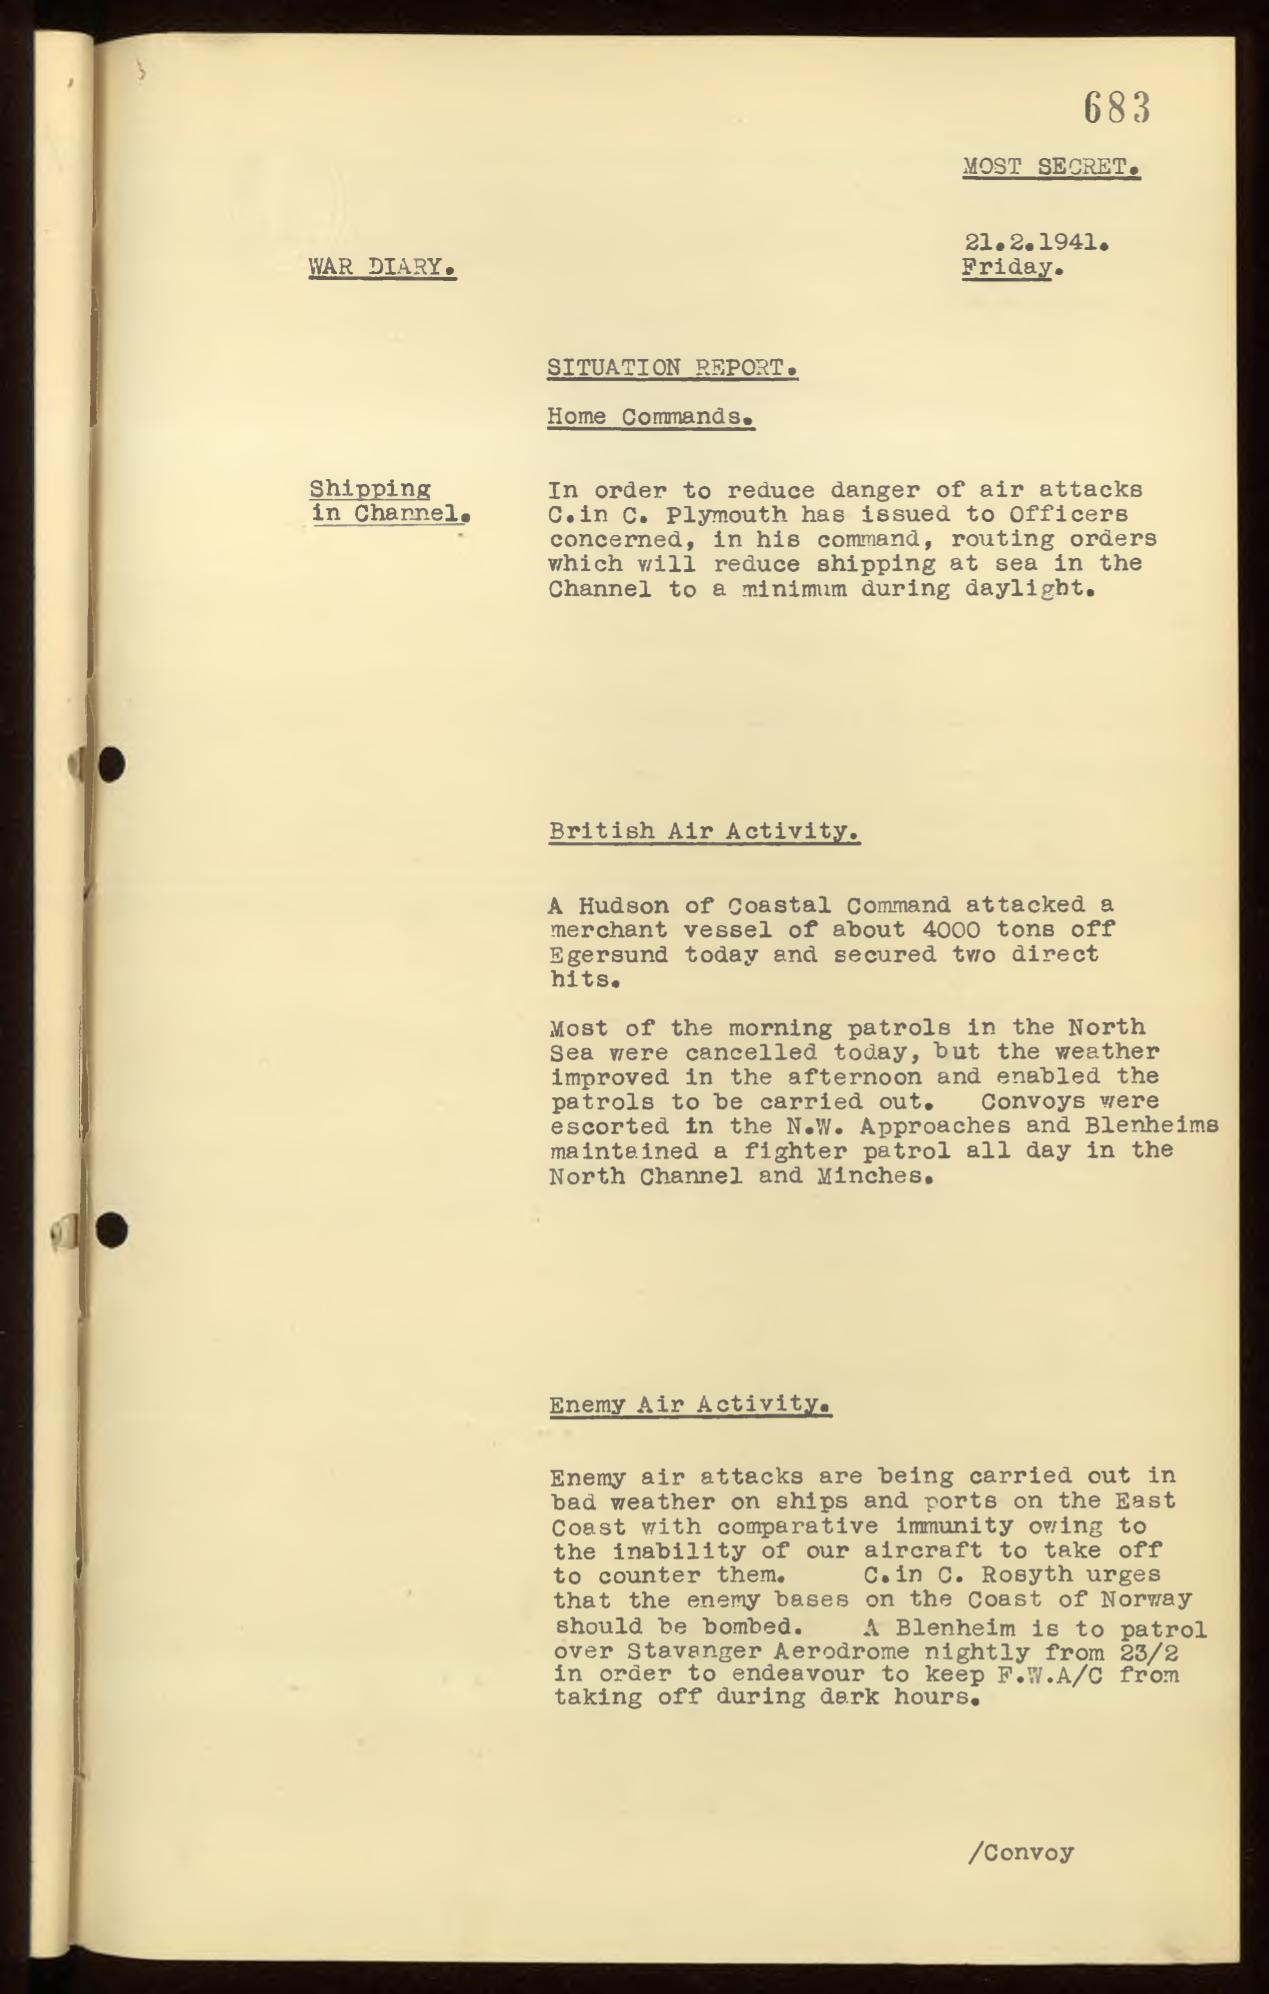 683
MOST SECRET.
21.2.1941.
WAR DIARY.
Friday.
SITUATION REPORT.
Home Commands.
Shipping
in Channel.
In order to reduce danger of air attacks
C.in C. Plymouth has issued to Officers
concerned, in his command, routing orders
which will reduce shipping at sea in the
Channel to a minimum during daylight.
British Air Activity.
A Hudson of Coastal Command attacked a
merchant vessel of about 4000 tons off
Egersund today and secured two direct
hits.
Most of the morning patrols in the North
Sea were cancelled today, but the weather
improved in the afternoon and enabled the
patrols to be carried out. Convoys were
escorted in the N.W. Approaches and Blenheims
maintained a fighter patrol all day in the
North Channel and Minches.
Enemy Air Activity.
Enemy air attacks are being carried out in
bad weather on ships and ports on the East
Coast with comparative immunity owing to
the inability of our aircraft to take off
to counter them. C.in C. Rosyth urges
that the enemy bases on the Coast of Norway
should be bombed. A Blenheim is to patrol
over Stavanger Aerodrome nightly from 23/2
in order to endeavour to keep F.W.A/C from
taking off during dark hours.
/Convoy